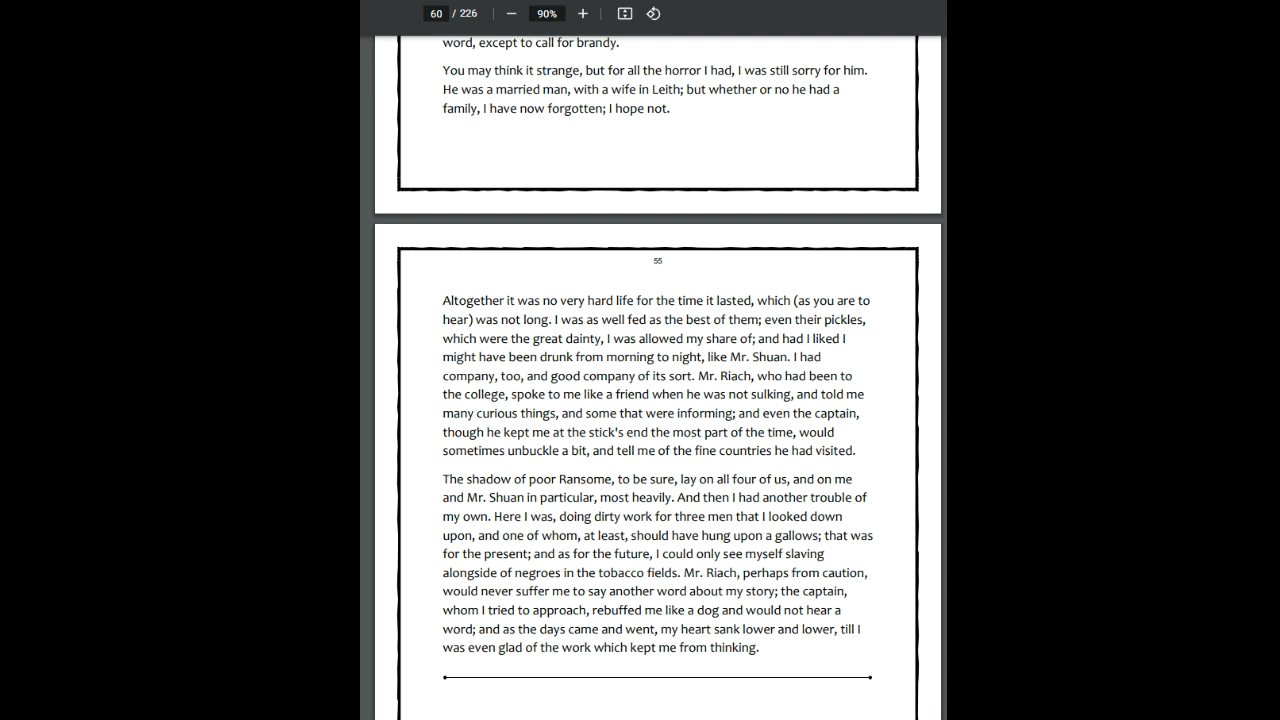 60 / 226
90%
word, except to call for brandy.
You may think it strange, but for all the horror I had, I was still sorry for him.
He was a married man, with a wife in Leith; but whether or no he had a
family, I have now forgotten; I hope not.
55
Altogether it was no very hard life for the time it lasted, which (as you are to
hear) was not long. I was as well fed as the best of them; even their pickles,
which were the great dainty, I was allowed my share of; and had I liked I
might have been drunk from morning to night, like Mr. Shuan. I had
company, too, and good company of its sort. Mr. Riach, who had been to
the college, spoke to me like a friend when he was not sulking, and told me
many curious things, and some that were informing; and even the captain,
though he kept me at the stick's end the most part of the time, would
sometimes unbuckle a bit, and tell me of the fine countries he had visited.
The shadow of poor Ransome, to be sure, lay on all four of us, and on me
and Mr. Shuan in particular, most heavily. And then I had another trouble of
my own. Here I was, doing dirty work for three men that I looked down
upon, and one of whom, at least, should have hung upon a gallows; that was
for the present; and as for the future, I could only see myself slaving
alongside of negroes in the tobacco fields. Mr. Riach, perhaps from caution,
would never suffer me to say another word about my story; the captain,
whom I tried to approach, rebuffed me like a dog and would not hear a
word; and as the days came and went, my heart sank lower and lower, till I
was even glad of the work which kept me from thinking.